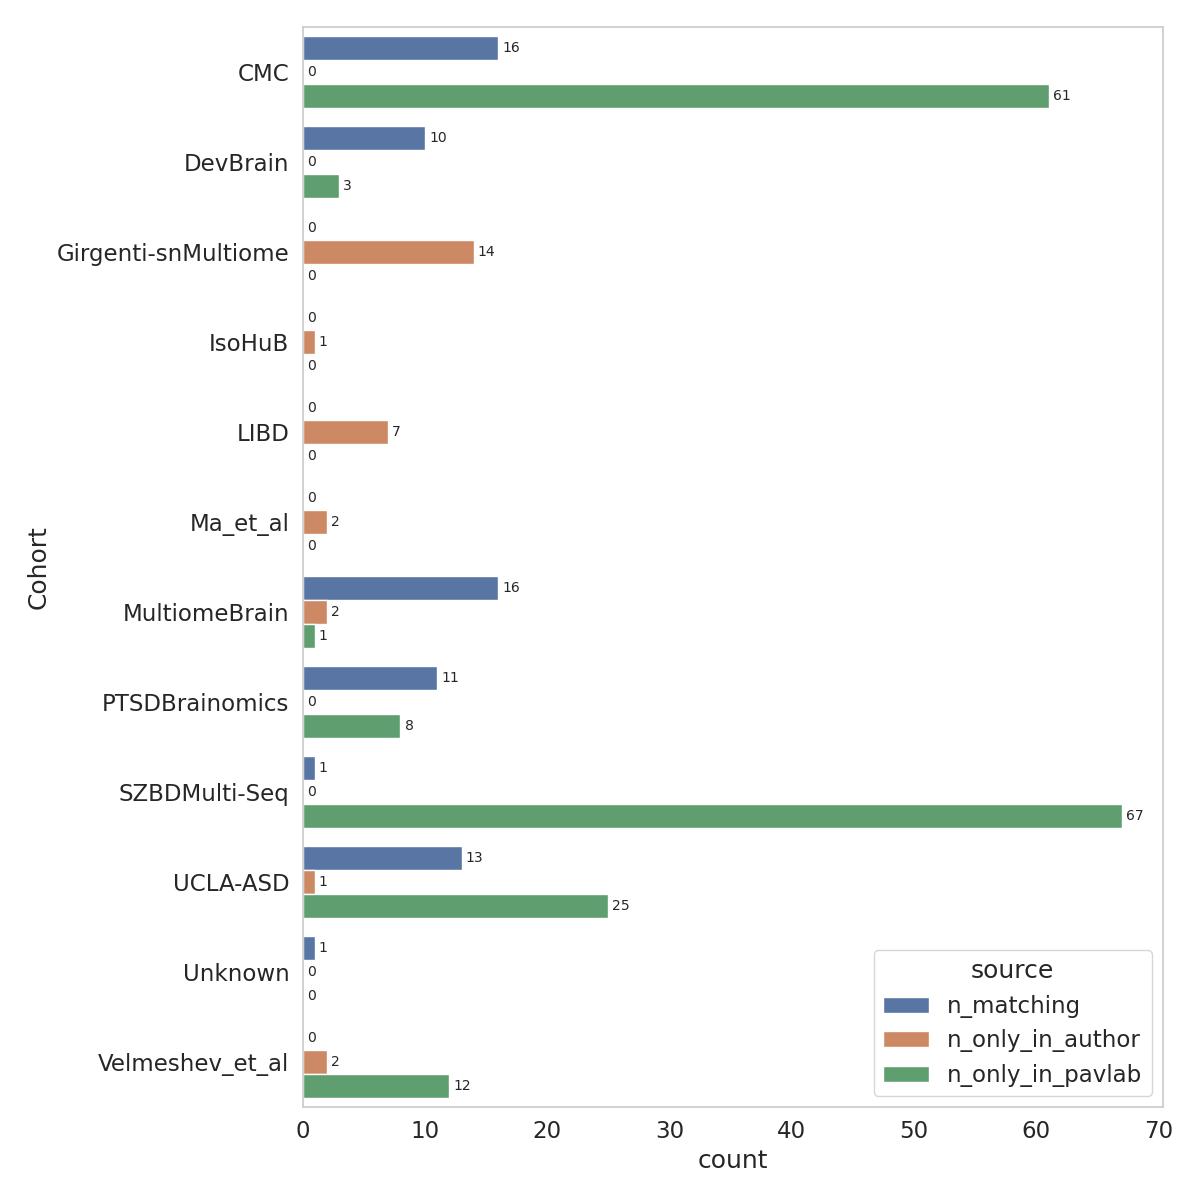 CMC
16
0
61
DevBrain
10
0
3
Girgenti-snMultiome
0
14
0
IsoHuB
0
1
0
LIBD
0
7
0
Ma_et_al
0
2
0
MultiomeBrain
16
2
1
PTSDBrainomics
11
0
8
SZBDMulti-Seq
1
0
67
UCLA-ASD
13
1
25
Unknown
1
0
0
Velmeshev_et_al
0
2
12
Cohort
0 10 20 30 40 50 60 70
count
source
n_matching
n_only_in_author
n_only_in_pavlab